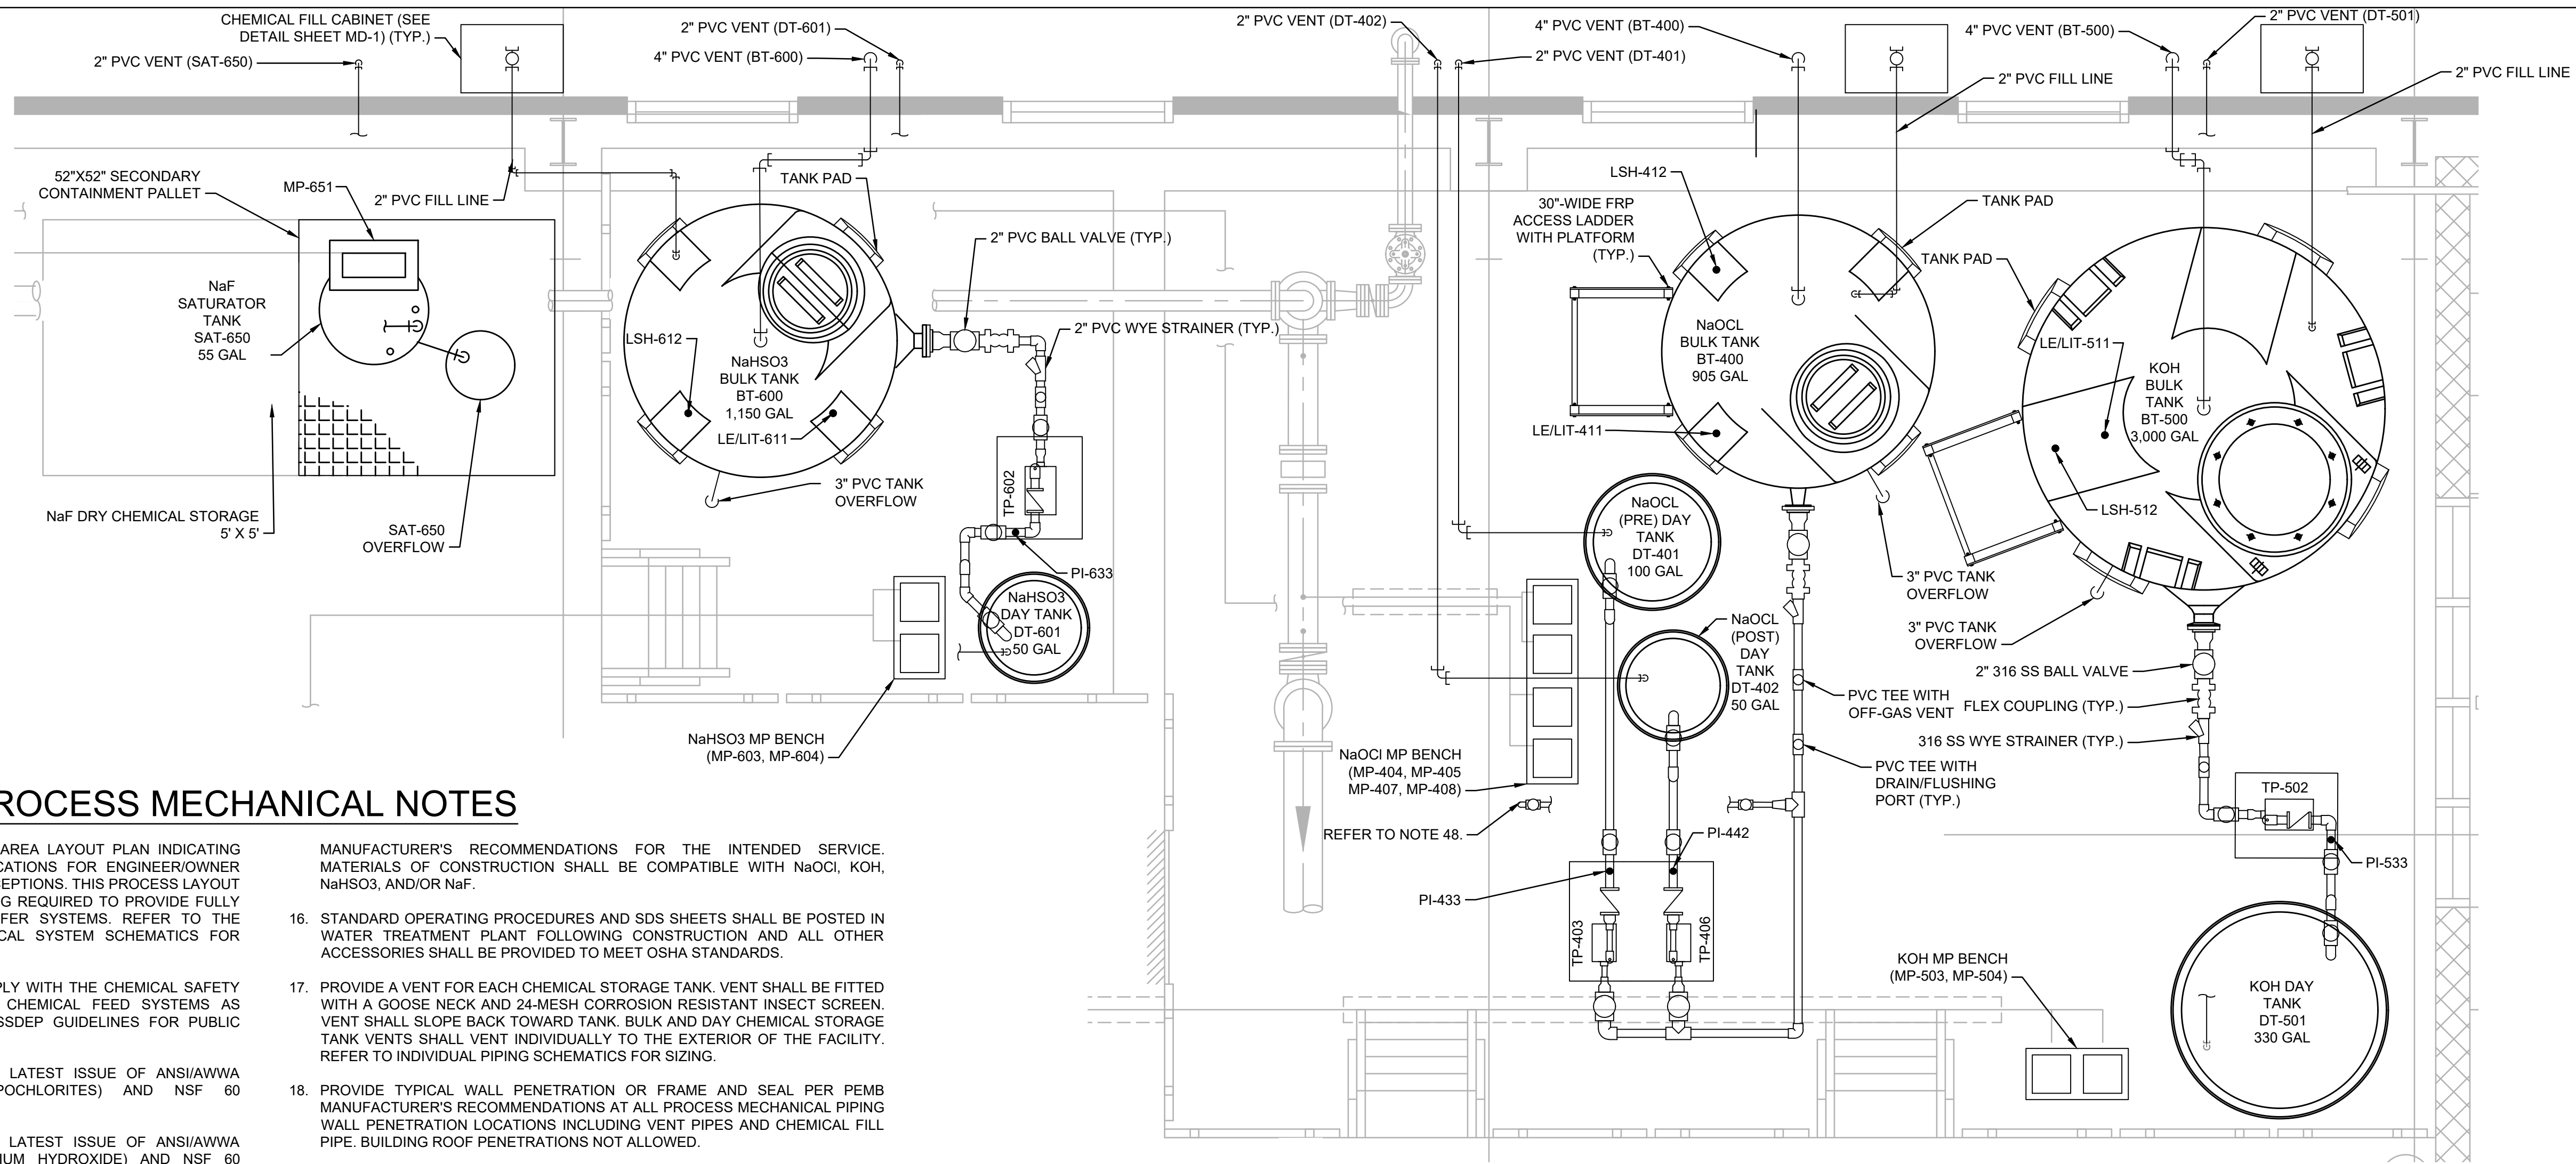 CHEMICAL FILL CABINET (SEE
DETAIL SHEET MD-1) (TYP.)
2" PVC VENT (SAT-650)
2" PVC VENT (DT-601)
4" PVC VENT (BT-600)
2" PVC VENT (DT-402)
2" PVC VENT (DT-401)
4" PVC VENT (BT-400)
2" PVC FILL LINE
4" PVC VENT (BT-500)
2" PVC VENT (DT-501)
2" PVC FILL LINE
52"X52" SECONDARY
CONTAINMENT PALLET
MP-651
2" PVC FILL LINE
TANK PAD
NaF
SATURATOR
TANK
SAT-650
55 GAL
NaF DRY CHEMICAL STORAGE
5' X 5'
SAT-650
OVERFLOW
LSH-612
NaHSO3
BULK TANK
BT-600
1,150 GAL
LE/LIT-611
3" PVC TANK
OVERFLOW
2" PVC BALL VALVE (TYP.)
2" PVC WYE STRAINER (TYP.)
TP-602
PI-633
NaHSO3
DAY TANK
DT-601
50 GAL
NaHSO3 MP BENCH
(MP-603, MP-604)
LSH-412
30"-WIDE FRP
ACCESS LADDER
WITH PLATFORM
(TYP.)
TANK PAD
NaOCL
BULK TANK
BT-400
905 GAL
LE/LIT-411
NaOCL
(PRE) DAY
TANK
DT-401
100 GAL
NaOCL
(POST)
DAY
TANK
DT-402
50 GAL
3" PVC TANK
OVERFLOW
NaOCl MP BENCH
(MP-404, MP-405
MP-407, MP-408)
REFER TO NOTE 48.
PI-442
PI-433
TP-403
TP-406
PVC TEE WITH
OFF-GAS VENT
PVC TEE WITH
DRAIN/FLUSHING
PORT (TYP.)
TANK PAD
LE/LIT-511
KOH
BULK
TANK
BT-500
3,000 GAL
LSH-512
3" PVC TANK
OVERFLOW
2" 316 SS BALL VALVE
FLEX COUPLING (TYP.)
316 SS WYE STRAINER (TYP.)
TP-502
PI-533
KOH MP BENCH
(MP-503, MP-504)
KOH DAY
TANK
DT-501
330 GAL
ROCESS MECHANICAL NOTES
AREA LAYOUT PLAN INDICATING
CATIONS FOR ENGINEER/OWNER
CEPTIONS. THIS PROCESS LAYOUT
G REQUIRED TO PROVIDE FULLY
FER SYSTEMS. REFER TO THE
CAL SYSTEM SCHEMATICS FOR
PLY WITH THE CHEMICAL SAFETY
CHEMICAL FEED SYSTEMS AS
SSDEP GUIDELINES FOR PUBLIC
LATEST ISSUE OF ANSI/AWWA
POCHLORITES) AND NSF 60
LATEST ISSUE OF ANSI/AWWA
IUM HYDROXIDE) AND NSF 60
MANUFACTURER'S RECOMMENDATIONS FOR THE INTENDED SERVICE.
MATERIALS OF CONSTRUCTION SHALL BE COMPATIBLE WITH NaOCl, KOH,
NaHSO3, AND/OR NaF.
16. STANDARD OPERATING PROCEDURES AND SDS SHEETS SHALL BE POSTED IN
WATER TREATMENT PLANT FOLLOWING CONSTRUCTION AND ALL OTHER
ACCESSORIES SHALL BE PROVIDED TO MEET OSHA STANDARDS.
17. PROVIDE A VENT FOR EACH CHEMICAL STORAGE TANK. VENT SHALL BE FITTED
WITH A GOOSE NECK AND 24-MESH CORROSION RESISTANT INSECT SCREEN.
VENT SHALL SLOPE BACK TOWARD TANK. BULK AND DAY CHEMICAL STORAGE
TANK VENTS SHALL VENT INDIVIDUALLY TO THE EXTERIOR OF THE FACILITY.
REFER TO INDIVIDUAL PIPING SCHEMATICS FOR SIZING.
18. PROVIDE TYPICAL WALL PENETRATION OR FRAME AND SEAL PER PEMB
MANUFACTURER'S RECOMMENDATIONS AT ALL PROCESS MECHANICAL PIPING
WALL PENETRATION LOCATIONS INCLUDING VENT PIPES AND CHEMICAL FILL
PIPE. BUILDING ROOF PENETRATIONS NOT ALLOWED.